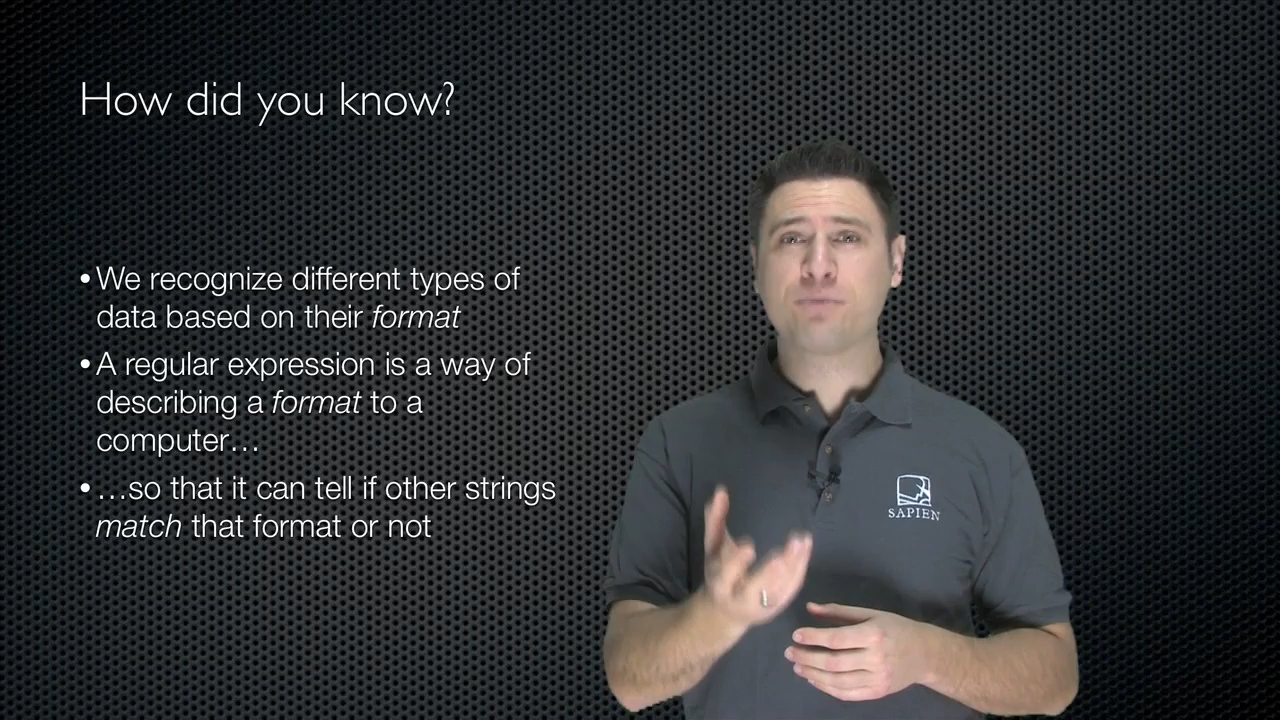 How did you know?
• We recognize different types of
data based on their format
• A regular expression is a way of
describing a format to a
computer…
• …so that it can tell if other strings
match that format or not
SAPIEN